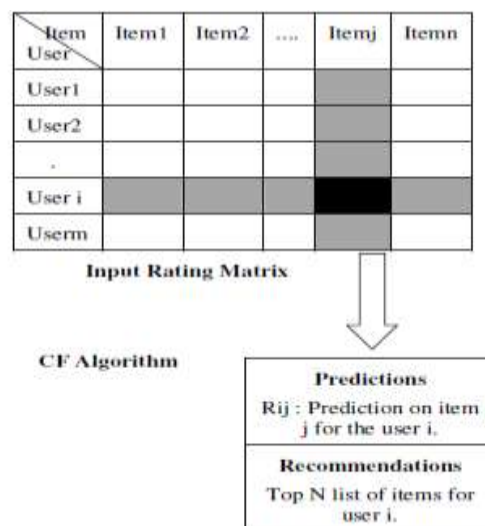 Item Item1 Item2 .... Itemj Itemn
User
User1
User2
.
User i
Userm
Input Rating Matrix
CF Algorithm
Predictions
Rij : Prediction on item
j for the user i.
Recommendations
Top N list of items for
user i.